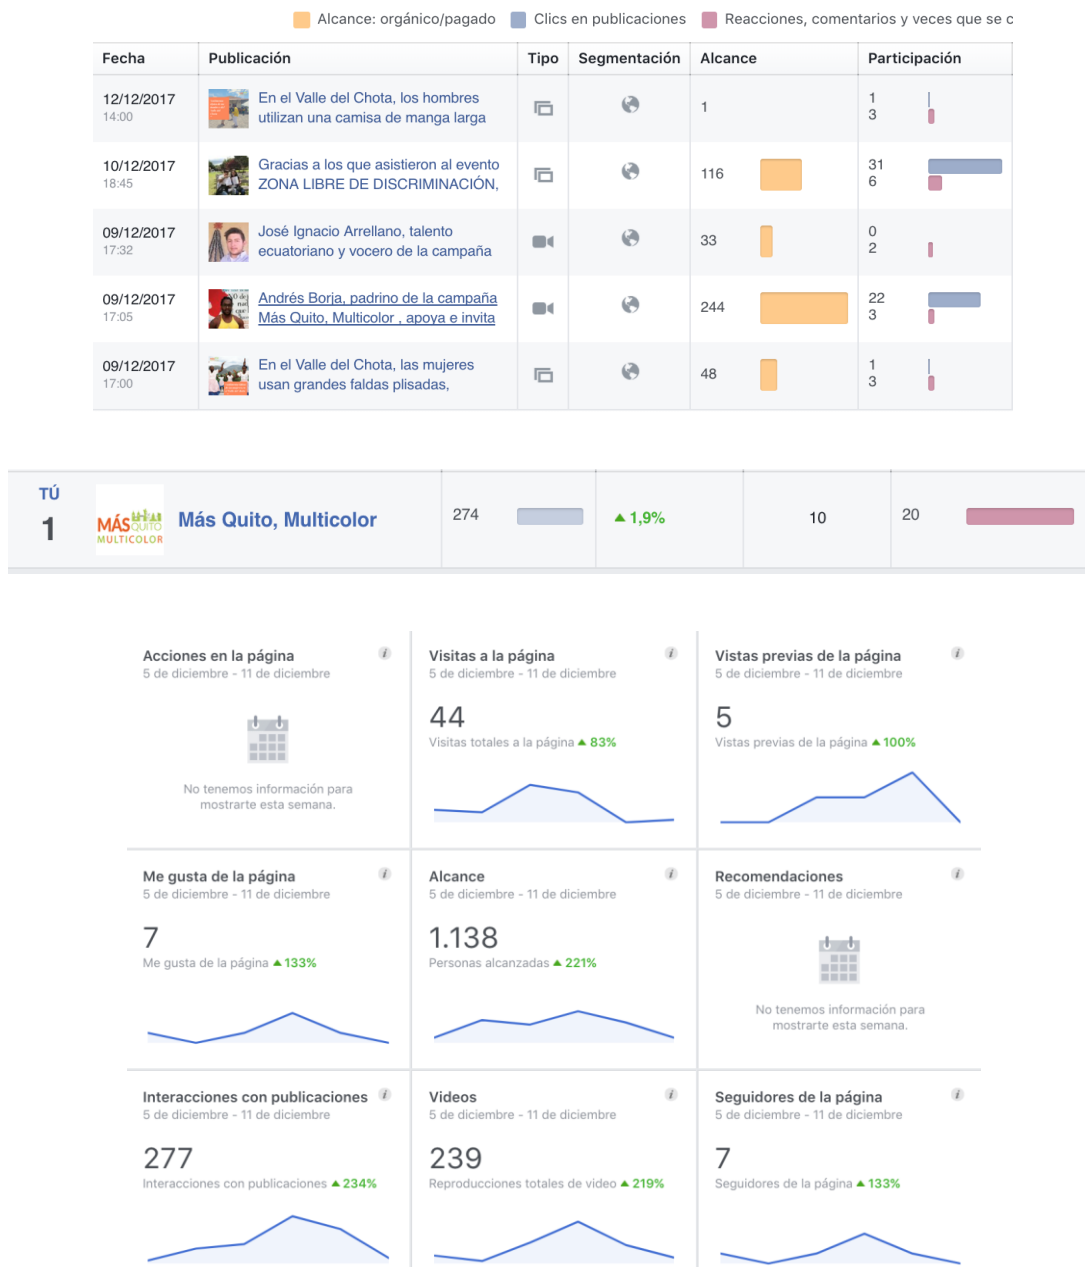 Alcance: orgánico/pagado Clics en publicaciones Reacciones, comentarios y veces que se c
Fecha Publicación Tipo Segmentación Alcance Participación
12/12/2017 En el Valle del Chota, los hombres 1 1
14:00 utilizan una camisa de manga larga 3
10/12/2017 Gracias a los que asistieron al evento 116 31
18:45 ZONA LIBRE DE DISCRIMINACIÓN, 6
09/12/2017 José Ignacio Arrellano, talento 33 0
17:32 ecuatoriano y vocero de la campaña 2
09/12/2017 Andrés Borja, padrino de la campaña 244 22
17:05 Más Quito, Multicolor , apoya e invita 3
09/12/2017 En el Valle del Chota, las mujeres 48 1
17:00 usan grandes faldas plisadas, 3
TÚ
1 MÁS QUITO MULTICOLOR Más Quito, Multicolor 274 1,9% 10 20
Acciones en la página
5 de diciembre - 11 de diciembre
No tenemos información para
mostrarte esta semana.
Visitas a la página
5 de diciembre - 11 de diciembre
44
Visitas totales a la página 83%
Vistas previas de la página
5 de diciembre - 11 de diciembre
5
Vistas previas de la página 100%
Me gusta de la página
5 de diciembre - 11 de diciembre
7
Me gusta de la página 133%
Alcance
5 de diciembre - 11 de diciembre
1.138
Personas alcanzadas 221%
Recomendaciones
5 de diciembre - 11 de diciembre
No tenemos información para
mostrarte esta semana.
Interacciones con publicaciones
5 de diciembre - 11 de diciembre
277
Interacciones con publicaciones 234%
Videos
5 de diciembre - 11 de diciembre
239
Reproducciones totales de video 219%
Seguidores de la página
5 de diciembre - 11 de diciembre
7
Seguidores de la página 133%